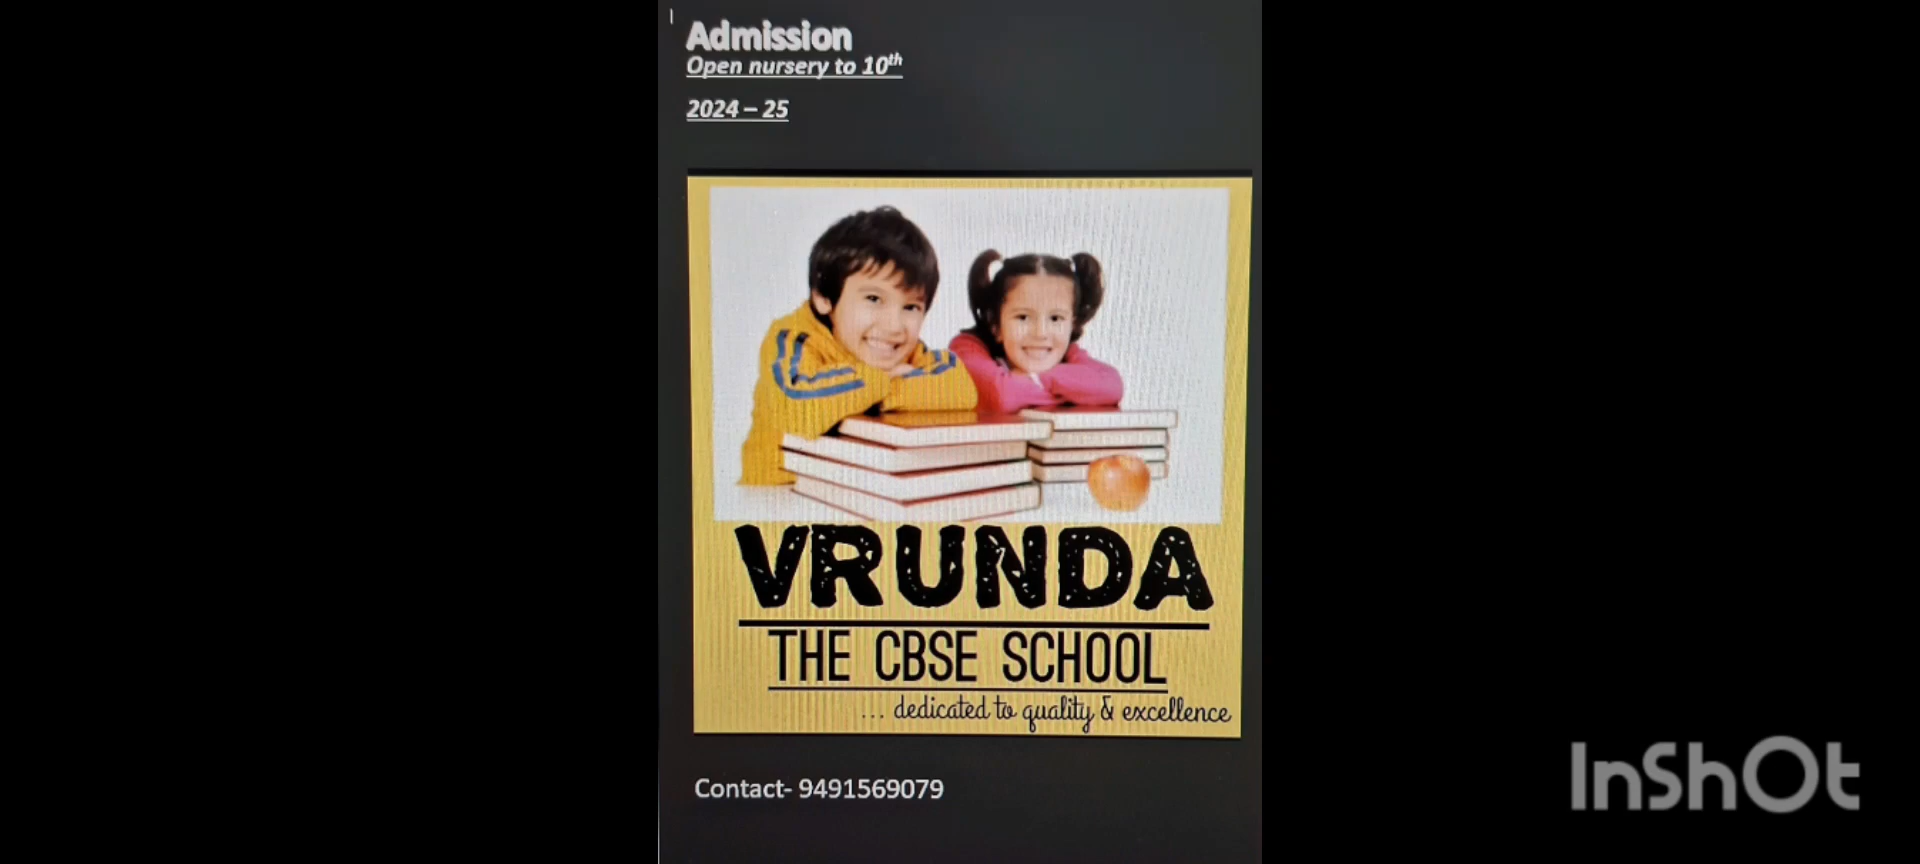 Admission
Open nursery to 10th
2024 – 25
VRUNDA
THE CBSE SCHOOL
... dedicated to quality & excellence
Contact- 9491569079
InShOt